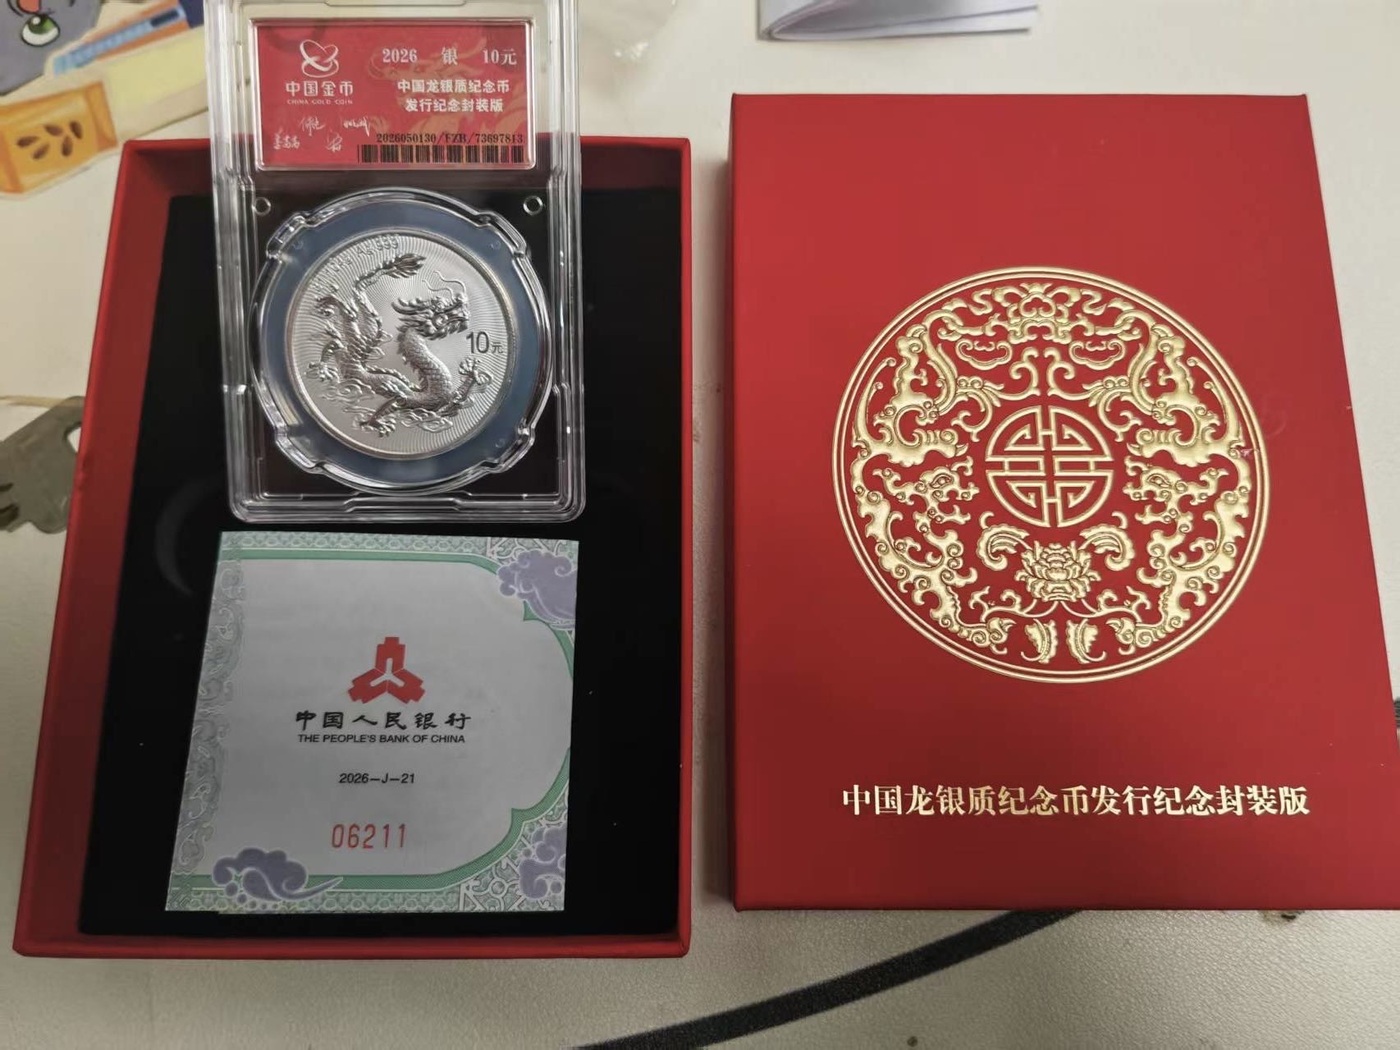 2026 银 10元
中国金币
CHINA GOLD COIN
中国龙银质纪念币
发行纪念封装版
2026050130/FZB/73697813
Ag999
10元
中国人民银行
THE PEOPLE'S BANK OF CHINA
2026-J-21
06211
中国龙银质纪念币发行纪念封装版